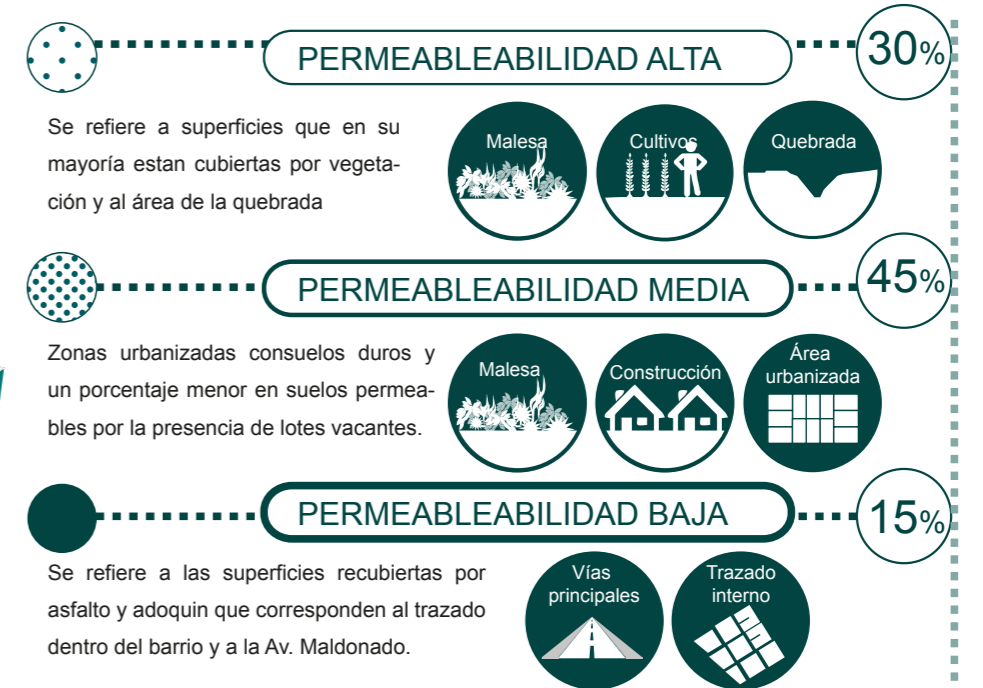 PERMEABLEABILIDAD ALTA
30%
Se refiere a superficies que en su
mayoría estan cubiertas por vegeta-
ción y al área de la quebrada
Malesa
Cultivos
Quebrada
PERMEABLEABILIDAD MEDIA
45%
Zonas urbanizadas consuelos duros y
un porcentaje menor en suelos permea-
bles por la presencia de lotes vacantes.
Malesa
Construcción
Área
urbanizada
PERMEABLEABILIDAD BAJA
15%
Se refiere a las superficies recubiertas por
asfalto y adoquin que corresponden al trazado
dentro del barrio y a la Av. Maldonado.
Vías
principales
Trazado
interno